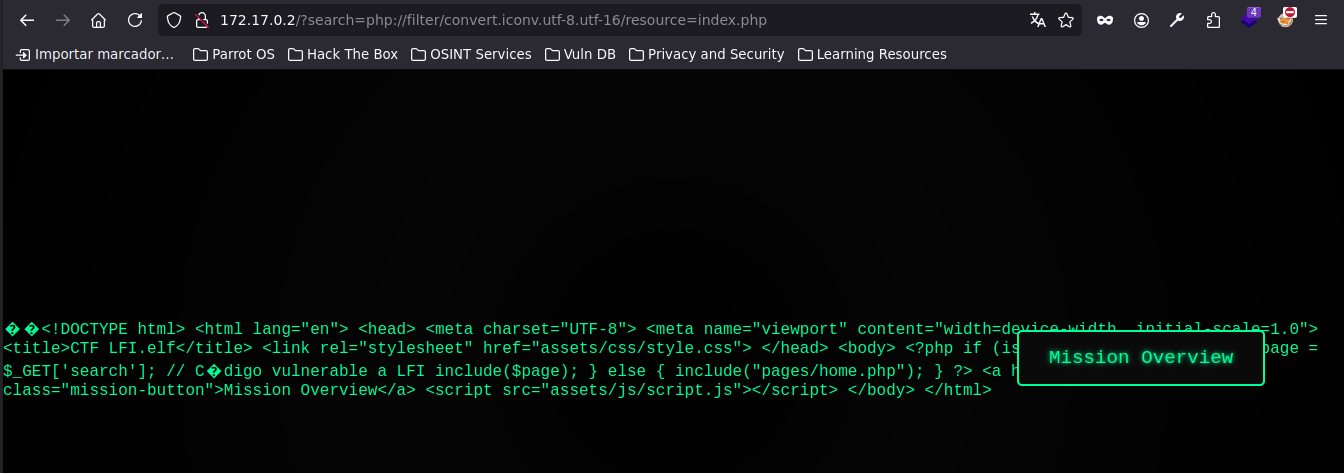 172.17.0.2/?search=php://filter/convert.iconv.utf-8.utf-16/resource=index.php
4
Importar marcador… Parrot OS Hack The Box OSINT Services Vuln DB Privacy and Security Learning Resources
��<!DOCTYPE html> <html lang="en"> <head> <meta charset="UTF-8"> <meta name="viewport" content="width=device-width, initial-scale=1.0">
<title>CTF LFI.elf</title> <link rel="stylesheet" href="assets/css/style.css"> </head> <body> <?php if (is page =
Mission Overview
$_GET['search']; // C�digo vulnerable a LFI include($page); } else { include("pages/home.php"); } ?> <a h
class="mission-button">Mission Overview</a> <script src="assets/js/script.js"></script> </body> </html>